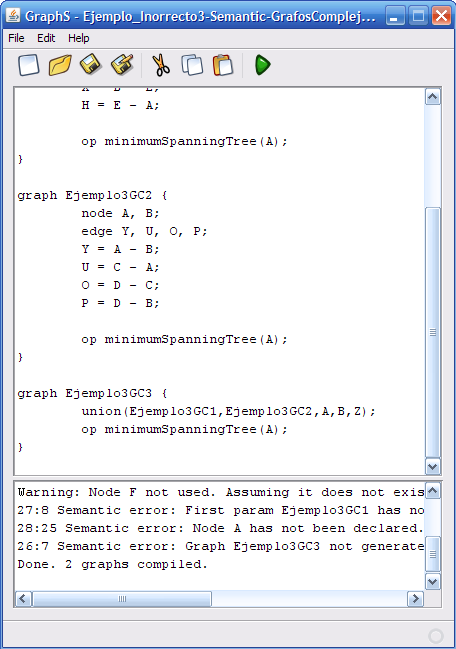 GraphS - Ejemplo_Inorrecto3-Semantic-GrafosComplej...
File Edit Help
H = E - A;
op minimumSpanningTree(A);
}
graph Ejemplo3GC2 {
node A, B;
edge Y, U, O, P;
Y = A - B;
U = C - A;
O = D - C;
P = D - B;
op minimumSpanningTree(A);
}
graph Ejemplo3GC3 {
union(Ejemplo3GC1,Ejemplo3GC2,A,B,Z);
op minimumSpanningTree(A);
}
Warning: Node F not used. Assuming it does not exis
27:8 Semantic error: First param Ejemplo3GC1 has no
28:25 Semantic error: Node A has not been declared.
26:7 Semantic error: Graph Ejemplo3GC3 not generate
Done. 2 graphs compiled.